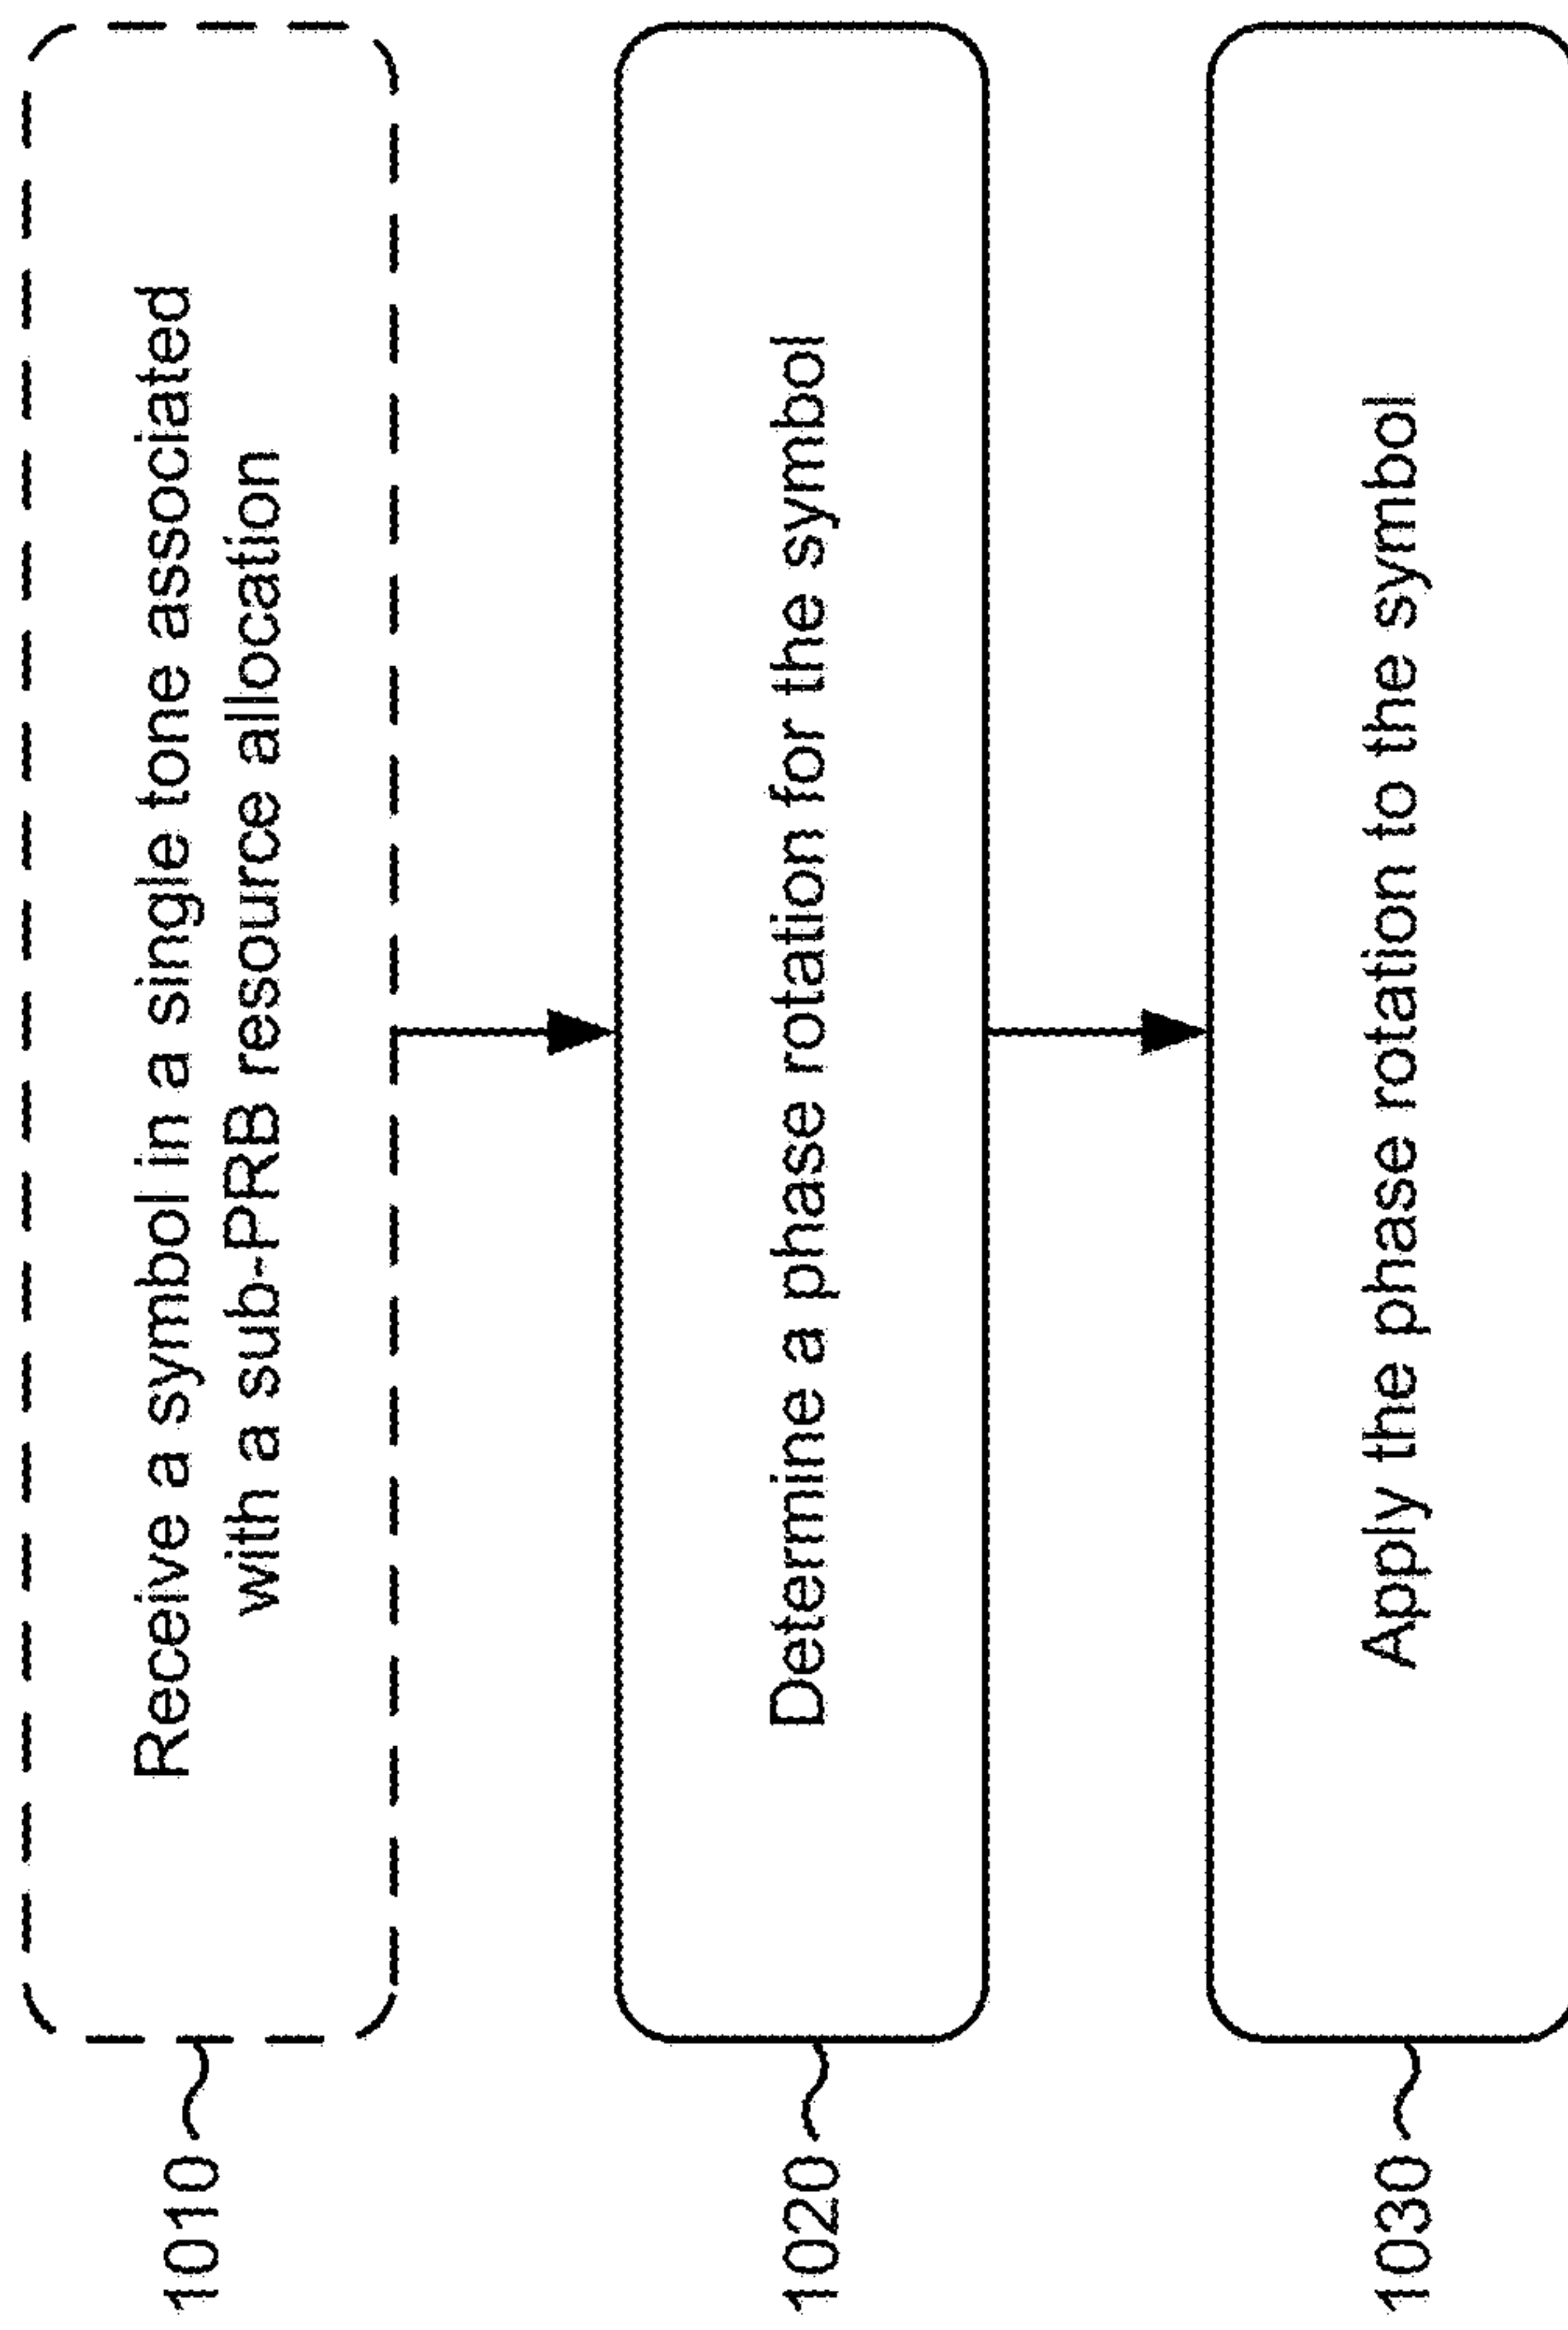 1010
Receive a symbol in a single tone associated
with a sub-PRB resource allocation
1020
Determine a phase rotation for the symbol
1030
Apply the phase rotation to the symbol